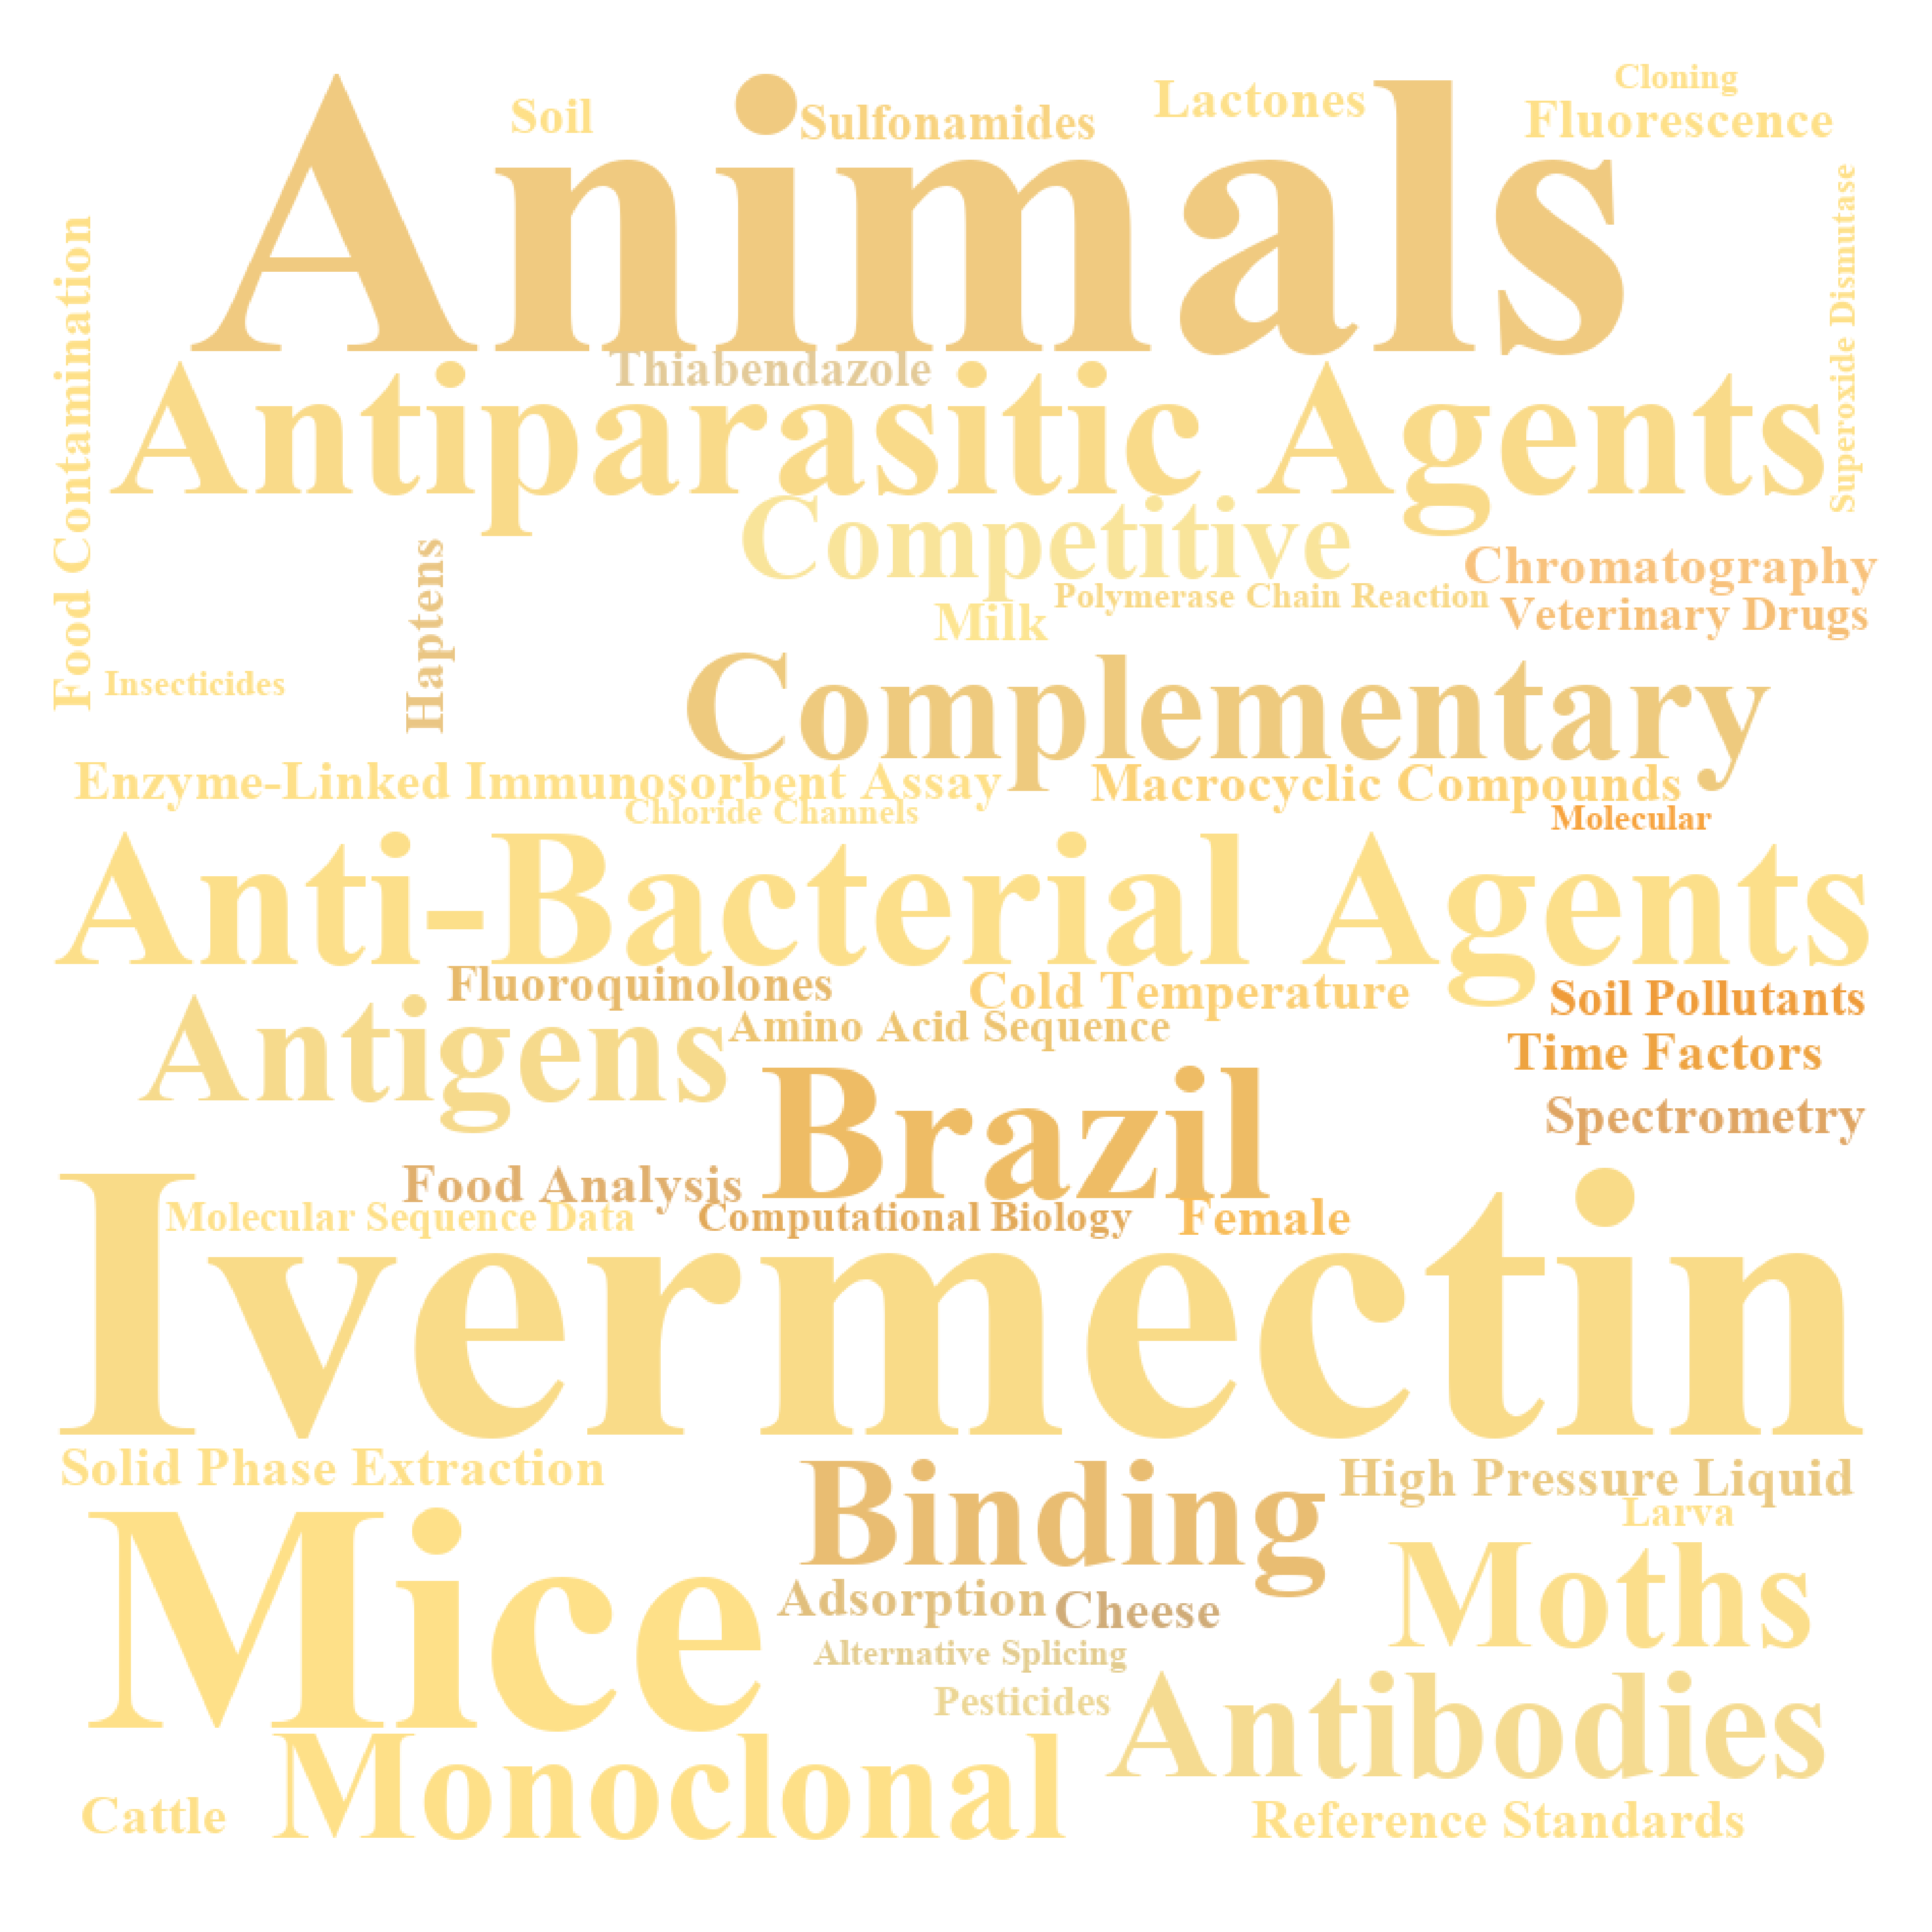 Cloning
Soil
Sulfonamides
Lactones
Fluorescence
Animals
Superoxide Dismutase
Food Contamination
Thiabendazole
Antiparasitic Agents
Competitive
Chromatography
Polymerase Chain Reaction
Veterinary Drugs
Milk
Haptens
Insecticides
Complementary
Enzyme-Linked Immunosorbent Assay
Macrocyclic Compounds
Chloride Channels
Molecular
Anti-Bacterial Agents
Fluoroquinolones
Cold Temperature
Soil Pollutants
Amino Acid Sequence
Antigens
Time Factors
Brazil
Spectrometry
Food Analysis
Molecular Sequence Data
Computational Biology
Female
Ivermectin
Solid Phase Extraction
High Pressure Liquid
Larva
Binding
Mice
Moths
Adsorption
Cheese
Alternative Splicing
Pesticides
Antibodies
Monoclonal
Cattle
Reference Standards